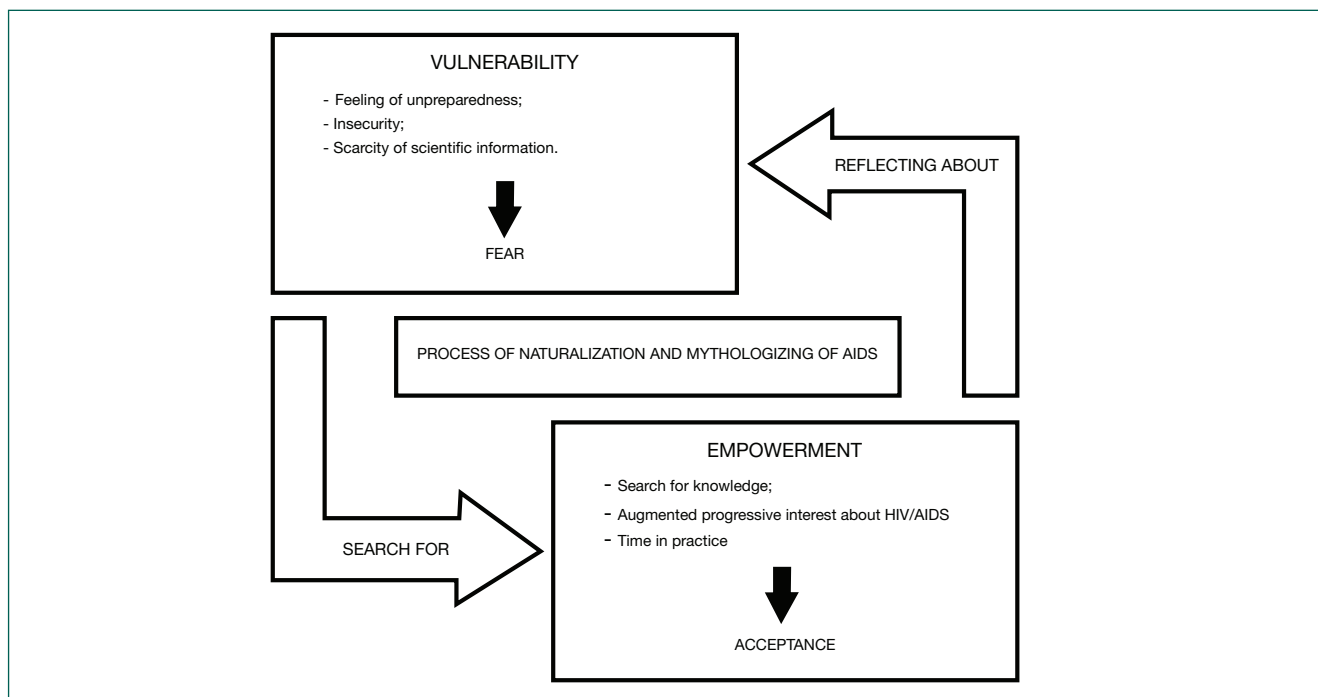 VULNERABILITY
- Feeling of unpreparedness;
- Insecurity;
- Scarcity of scientific information.
FEAR
REFLECTING ABOUT
PROCESS OF NATURALIZATION AND MYTHOLOGIZING OF AIDS
SEARCH FOR
EMPOWERMENT
- Search for knowledge;
- Augmented progressive interest about HIV/AIDS
- Time in practice
ACCEPTANCE